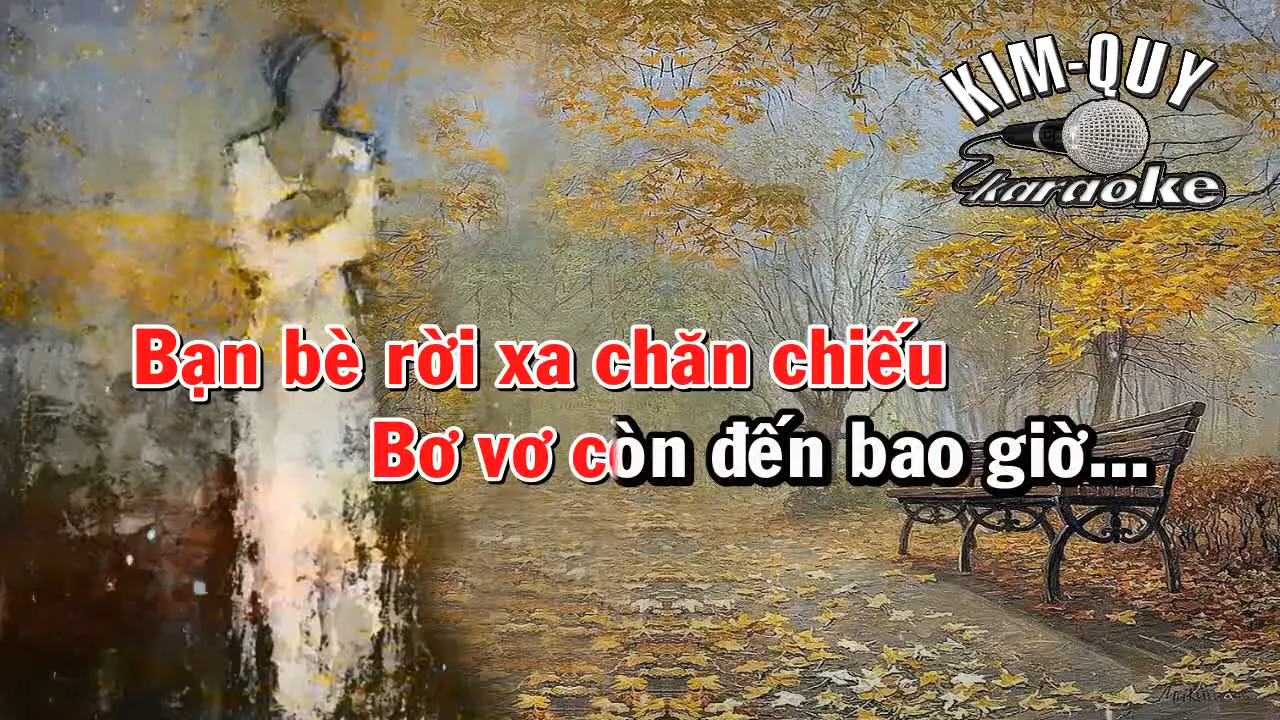 KIM-QUY
karaoke
Bạn bè rời xa chăn chiếu
Bơ vơ còn đến bao giờ...